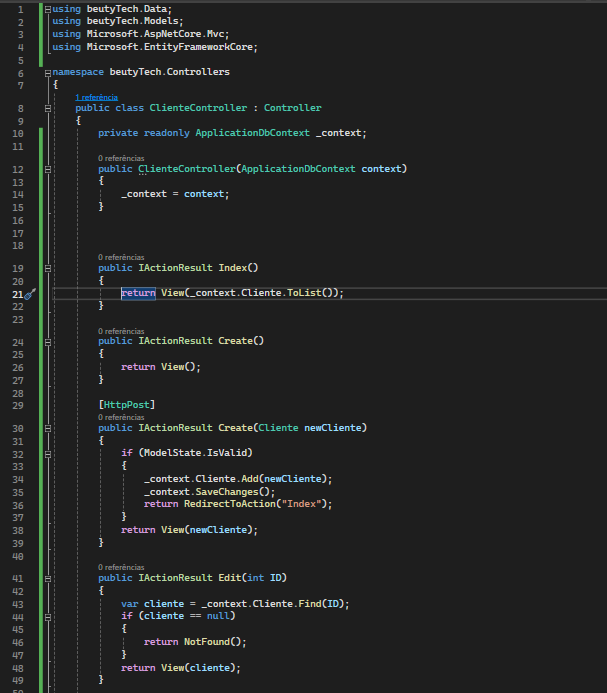 1 using beutyTech.Data;
2 using beutyTech.Models;
3 using Microsoft.AspNetCore.Mvc;
4 using Microsoft.EntityFrameworkCore;
5
6 namespace beutyTech.Controllers
7 {
1 referência
8 public class ClienteController : Controller
9 {
10 private readonly ApplicationDbContext _context;
11
0 referências
12 public ClienteController(ApplicationDbContext context)
13 {
14 _context = context;
15 }
16
17
18
0 referências
19 public IActionResult Index()
20 {
21 return View(_context.Cliente.ToList());
22 }
23
0 referências
24 public IActionResult Create()
25 {
26 return View();
27 }
28
29 [HttpPost]
0 referências
30 public IActionResult Create(Cliente newCliente)
31 {
32 if (ModelState.IsValid)
33 {
34 _context.Cliente.Add(newCliente);
35 _context.SaveChanges();
36 return RedirectToAction("Index");
37 }
38 return View(newCliente);
39 }
40
0 referências
41 public IActionResult Edit(int ID)
42 {
43 var cliente = _context.Cliente.Find(ID);
44 if (cliente == null)
45 {
46 return NotFound();
47 }
48 return View(cliente);
49 }